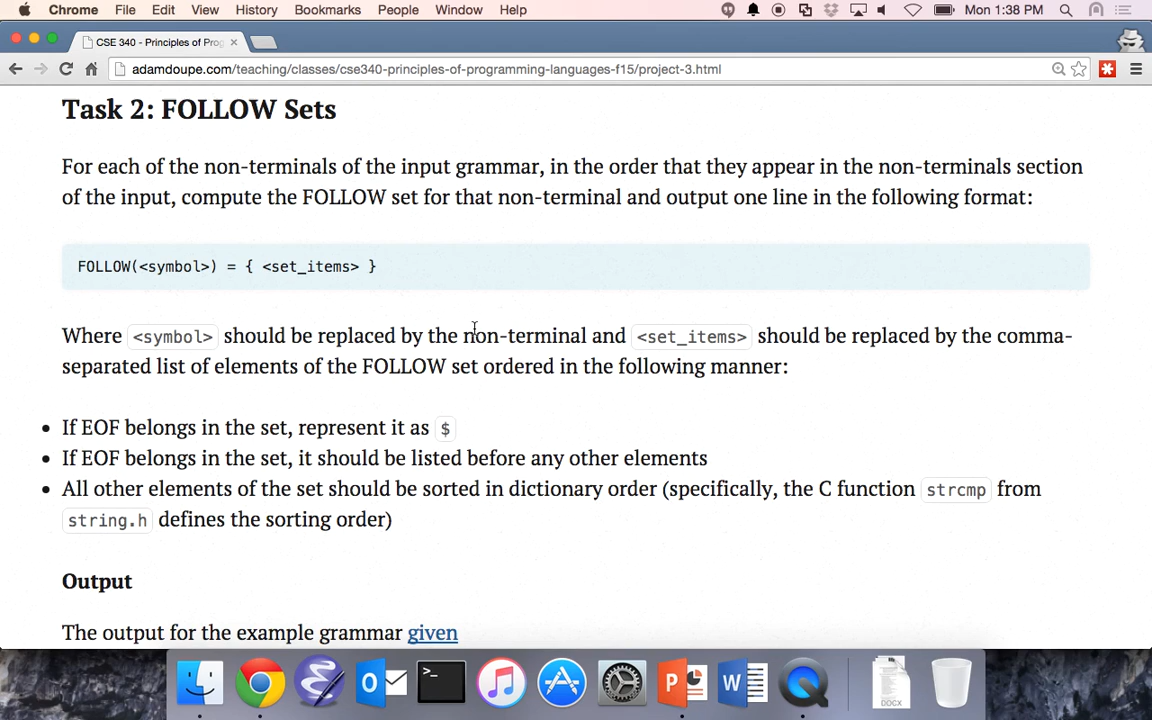 Chrome File Edit View History Bookmarks People Window Help Mon 1:38 PM
CSE 340 - Principles of Prog
adamdoupe.com/teaching/classes/cse340-principles-of-programming-languages-f15/project-3.html
Task 2: FOLLOW Sets
For each of the non-terminals of the input grammar, in the order that they appear in the non-terminals section
of the input, compute the FOLLOW set for that non-terminal and output one line in the following format:
FOLLOW(<symbol>) = { <set_items> }
Where <symbol> should be replaced by the non-terminal and <set_items> should be replaced by the comma-
separated list of elements of the FOLLOW set ordered in the following manner:
If EOF belongs in the set, represent it as $
If EOF belongs in the set, it should be listed before any other elements
All other elements of the set should be sorted in dictionary order (specifically, the C function strcmp from
string.h defines the sorting order)
Output
The output for the example grammar given
DOCX